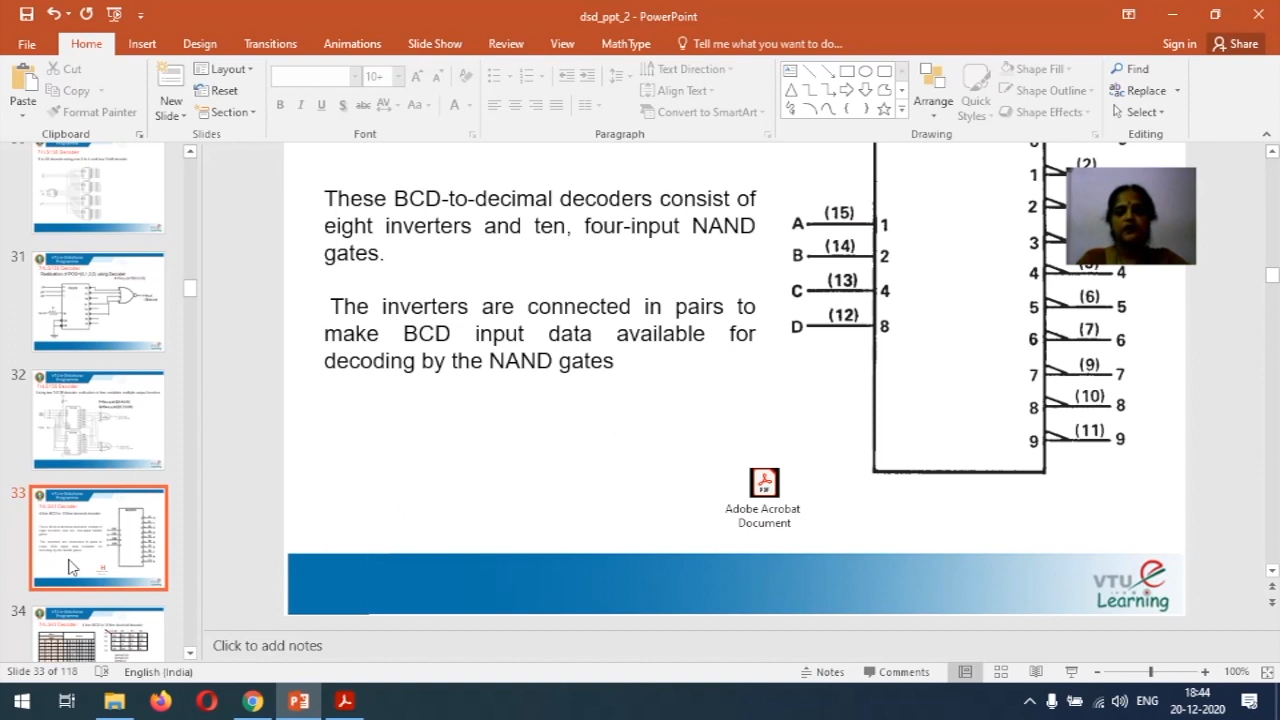 dsd_ppt_2 - PowerPoint
File Home Insert Design Transitions Animations Slide Show Review View MathType Tell me what you want to do... Sign in Share
Paste
Cut
Copy
Format Painter
Clipboard
New Slide
Layout
Reset
Section
Slides
10+
Font
Text Direction
Align Text
Convert to SmartArt
Paragraph
Arrange
Quick Styles
Shape Fill
Shape Outline
Shape Effects
Drawing
Find
Replace
Select
Editing
31
32
33
34
These BCD-to-decimal decoders consist of
eight inverters and ten, four-input NAND
gates.
The inverters are connected in pairs to
make BCD input data available for
decoding by the NAND gates
A (15) 1
B (14) 2
C (13) 4
D (12) 8
1 (2)
2
3
4 4
5 (6) 5
6 (7) 6
7 (9) 7
8 (10) 8
9 (11) 9
PDF
Adobe Acrobat
Document
VTU e
Learning
Click to add notes
Slide 33 of 118 English (India) Notes Comments 100%
ENG
18:44
20-12-2020